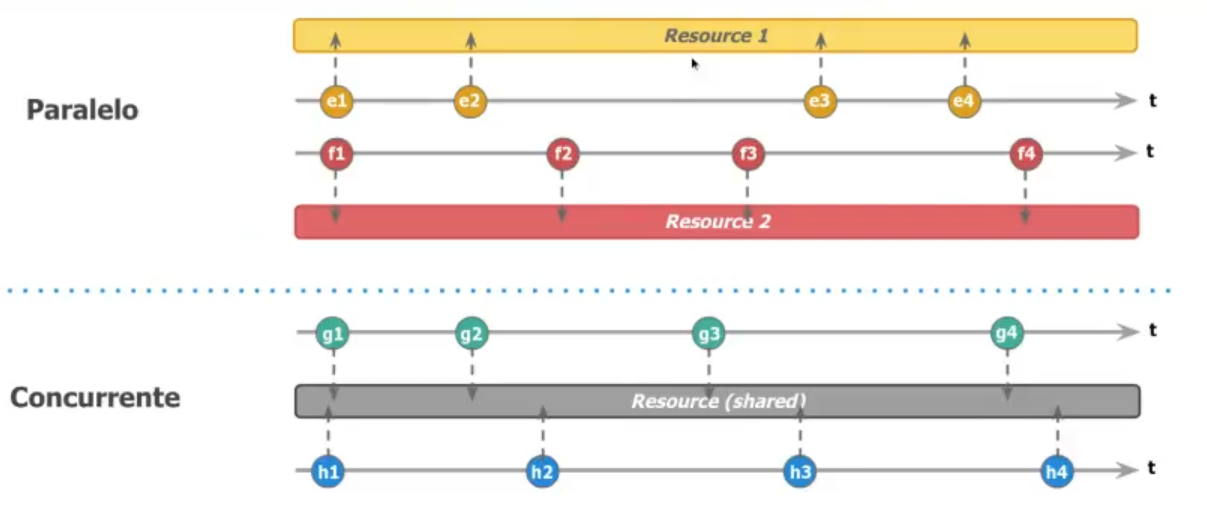 Resource 1
Paralelo
e1 e2 e3 e4 t
f1 f2 f3 f4 t
Resource 2
g1 g2 g3 g4 t
Concurrente
Resource (shared)
h1 h2 h3 h4 t